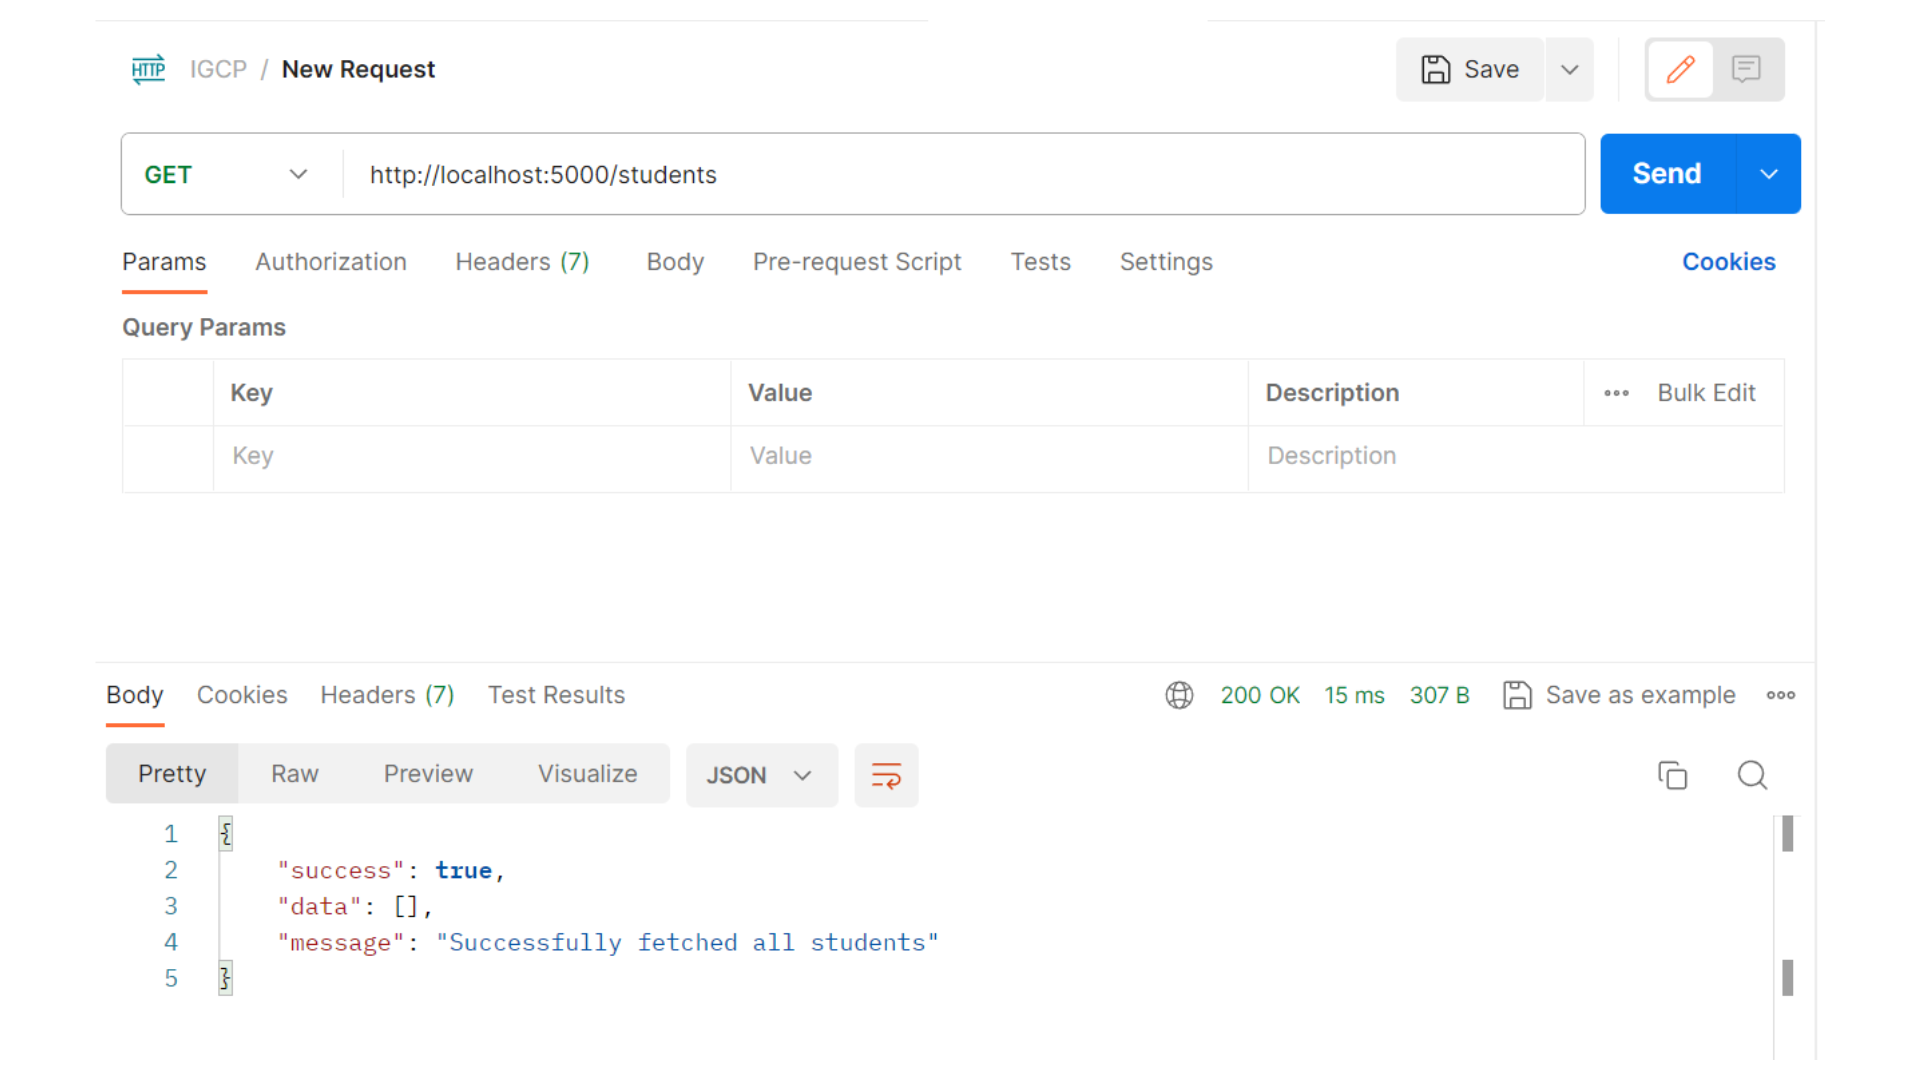 HTTP IGCP / New Request Save
GET http://localhost:5000/students Send
Params Authorization Headers (7) Body Pre-request Script Tests Settings Cookies
Query Params
Key Value Description Bulk Edit
Key Value Description
Body Cookies Headers (7) Test Results 200 OK 15 ms 307 B Save as example
Pretty Raw Preview Visualize JSON
1 {
2 "success": true,
3 "data": [],
4 "message": "Successfully fetched all students"
5 }